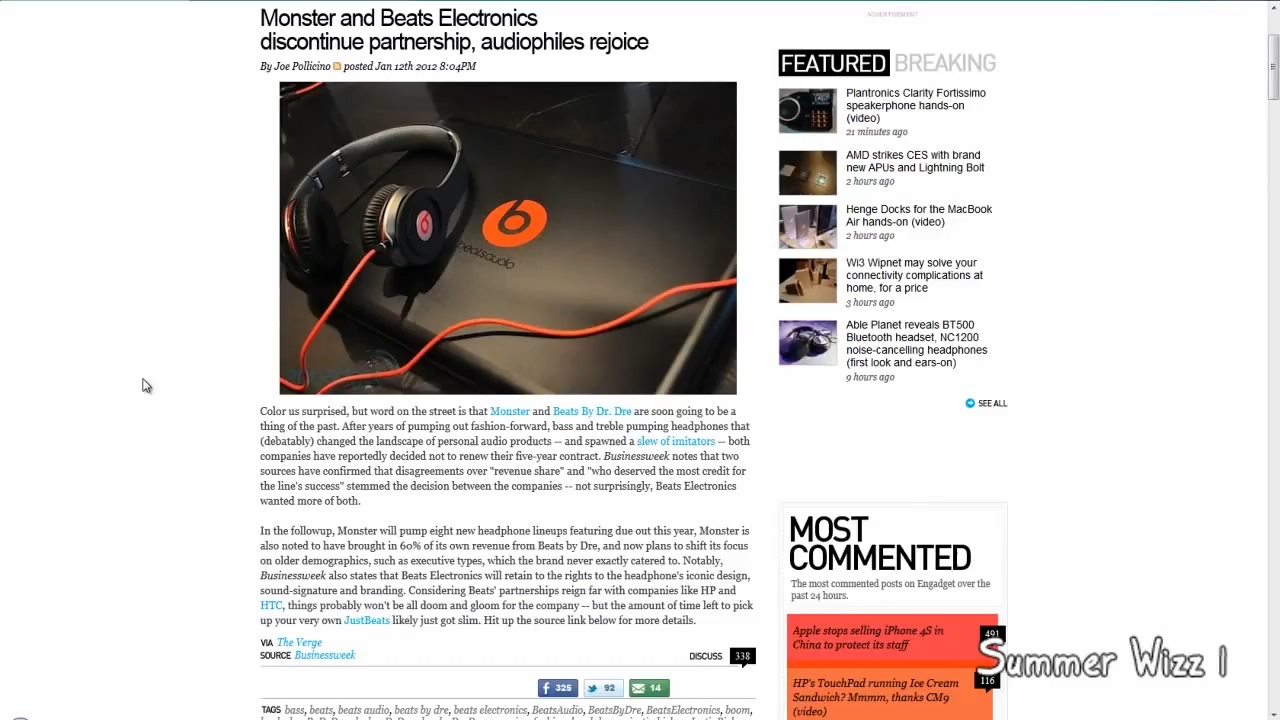 Monster and Beats Electronics
discontinue partnership, audiophiles rejoice
By Joe Pollicino posted Jan 12th 2012 8:04PM
beatsaudio
Color us surprised, but word on the street is that Monster and Beats By Dr. Dre are soon going to be a
thing of the past. After years of pumping out fashion-forward, bass and treble pumping headphones that
(debatably) changed the landscape of personal audio products -- and spawned a slew of imitators -- both
companies have reportedly decided not to renew their five-year contract. Businessweek notes that two
sources have confirmed that disagreements over "revenue share" and "who deserved the most credit for
the line's success" stemmed the decision between the companies -- not surprisingly, Beats Electronics
wanted more of both.
In the followup, Monster will pump eight new headphone lineups featuring due out this year, Monster is
also noted to have brought in 60% of its own revenue from Beats by Dre, and now plans to shift its focus
on older demographics, such as executive types, which the brand never exactly catered to. Notably,
Businessweek also states that Beats Electronics will retain to the rights to the headphone's iconic design,
sound-signature and branding. Considering Beats' partnerships reign far with companies like HP and
HTC, things probably won't be all doom and gloom for the company -- but the amount of time left to pick
up your very own JustBeats likely just got slim. Hit up the source link below for more details.
VIA The Verge
SOURCE Businessweek
DISCUSS 338
325 92 14
TAGS bass, beats, beats audio, beats by dre, beats electronics, BeatsAudio, BeatsByDre, BeatsElectronics, boom,
ADVERTISEMENT
FEATURED BREAKING
Plantronics Clarity Fortissimo
speakerphone hands-on
(video)
21 minutes ago
AMD strikes CES with brand
new APUs and Lightning Bolt
2 hours ago
Henge Docks for the MacBook
Air hands-on (video)
2 hours ago
Wi3 Wipnet may solve your
connectivity complications at
home, for a price
3 hours ago
Able Planet reveals BT500
Bluetooth headset, NC1200
noise-cancelling headphones
(first look and ears-on)
9 hours ago
SEE ALL
MOST
COMMENTED
The most commented posts on Engadget over the
past 24 hours.
Apple stops selling iPhone 4S in
China to protect its staff
491
HP's TouchPad running Ice Cream
Sandwich? Mmmm, thanks CM9
(video)
116
Summer Wizz 1